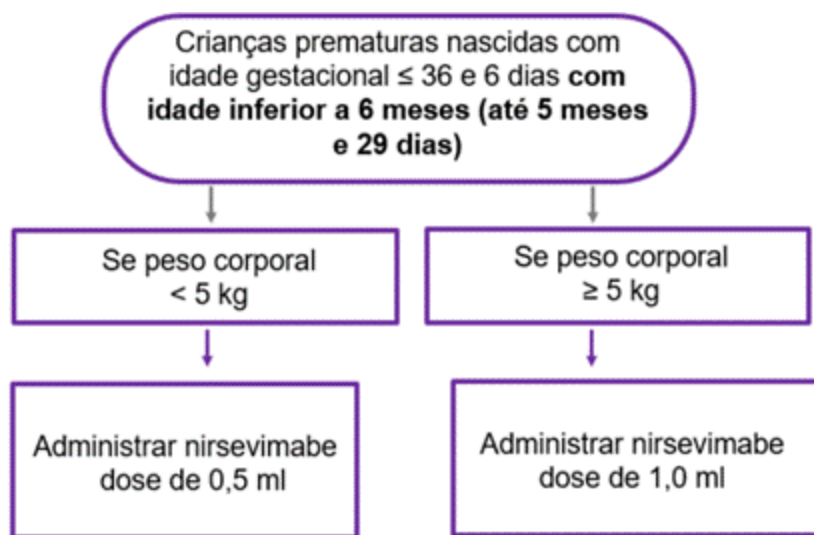 Crianças prematuras nascidas com
idade gestacional ≤ 36 e 6 dias com
idade inferior a 6 meses (até 5 meses
e 29 dias)
Se peso corporal
< 5 kg
Se peso corporal
≥ 5 kg
Administrar nirsevimabe
dose de 0,5 ml
Administrar nirsevimabe
dose de 1,0 ml